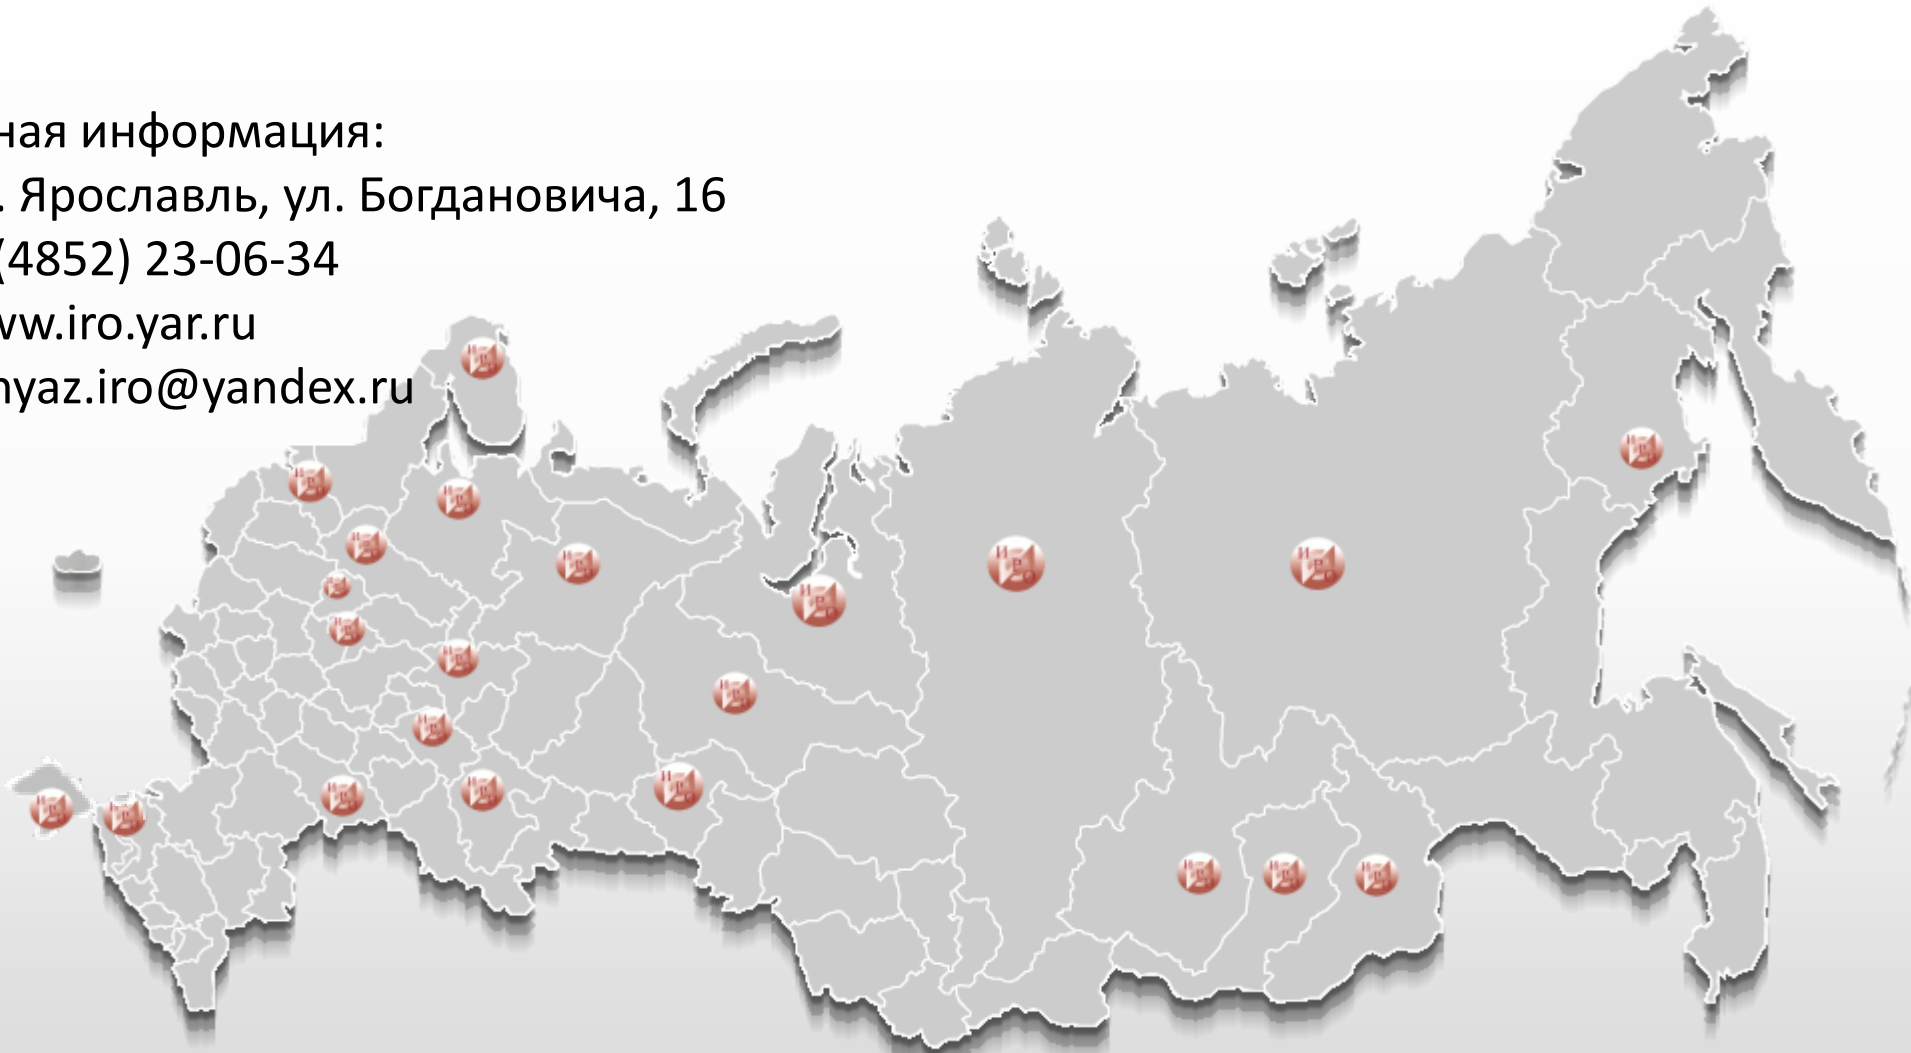 ная информация:
. Ярославль, ул. Богдановича, 16
(4852) 23-06-34
ww.iro.yar.ru
nyaz.iro@yandex.ru